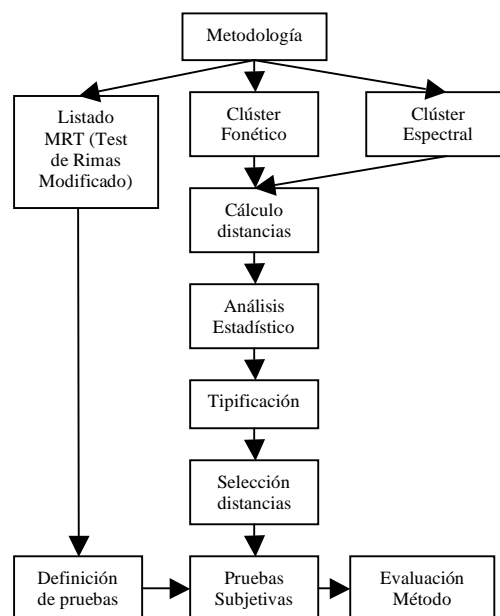 Metodología
Listado
MRT (Test
de Rimas
Modificado)
Clúster
Fonético
Clúster
Espectral
Cálculo
distancias
Análisis
Estadístico
Tipificación
Selección
distancias
Definición
de pruebas
Pruebas
Subjetivas
Evaluación
Método